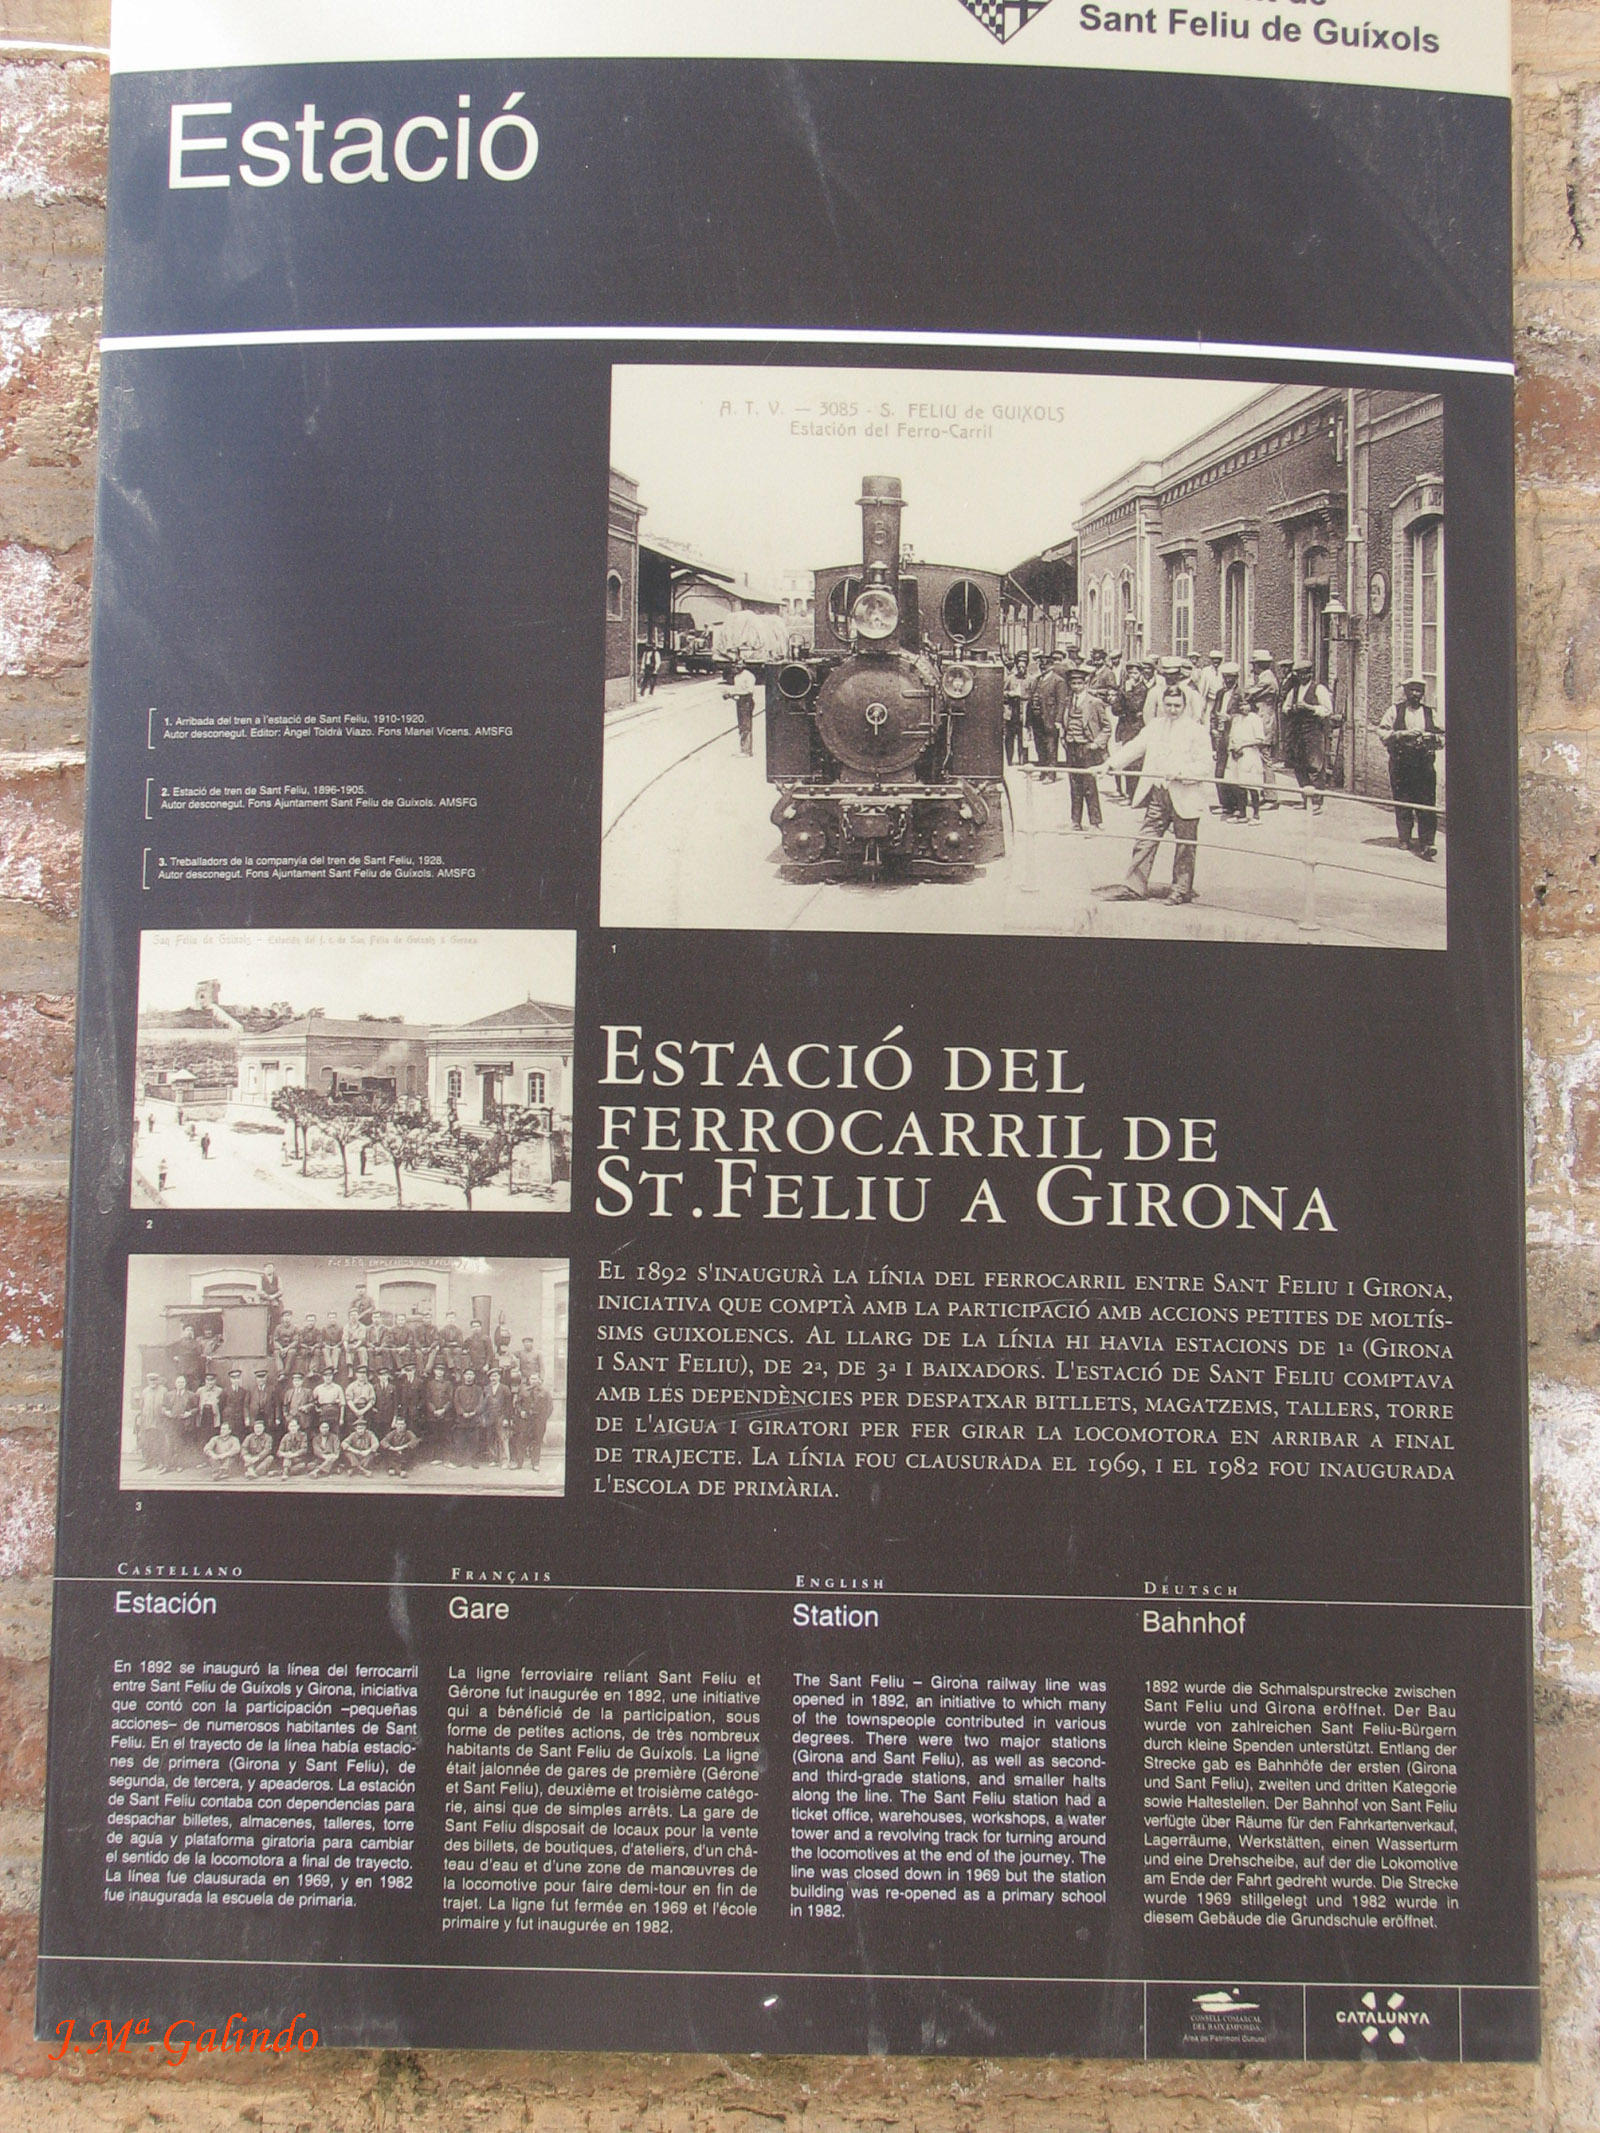 Sant Feliu de Guíxols
Estació
A. T. V. — 3085 - S. FELIU de GUIXOLS
Estación del Ferro-Carril
1. Arribada del tren a l'estació de Sant Feliu, 1910-1920.
Autor desconegut. Editor: Àngel Toldrà Viazo. Fons Manel Vicens. AMSFG
2. Estació de tren de Sant Feliu, 1896-1905.
Autor desconegut. Fons Ajuntament Sant Feliu de Guíxols. AMSFG
3. Treballadors de la companyia del tren de Sant Feliu, 1928.
Autor desconegut. Fons Ajuntament Sant Feliu de Guíxols. AMSFG
1
San Feliu de Guixols - Estación del f. c. de San Feliu de Guixols á Gerona
2
3
ESTACIÓ DEL
FERROCARRIL DE
ST.FELIU A GIRONA
EL 1892 S'INAUGURÀ LA LÍNIA DEL FERROCARRIL ENTRE SANT FELIU I GIRONA,
INICIATIVA QUE COMPTÀ AMB LA PARTICIPACIÓ AMB ACCIONS PETITES DE MOLTÍS-
SIMS GUIXOLENCS. AL LLARG DE LA LÍNIA HI HAVIA ESTACIONS DE 1ª (GIRONA
I SANT FELIU), DE 2ª, DE 3ª I BAIXADORS. L'ESTACIÓ DE SANT FELIU COMPTAVA
AMB LES DEPENDÈNCIES PER DESPATXAR BITLLETS, MAGATZEMS, TALLERS, TORRE
DE L'AIGUA I GIRATORI PER FER GIRAR LA LOCOMOTORA EN ARRIBAR A FINAL
DE TRAJECTE. LA LÍNIA FOU CLAUSURADA EL 1969, I EL 1982 FOU INAUGURADA
L'ESCOLA DE PRIMÀRIA.
CASTELLANO
Estación
En 1892 se inauguró la línea del ferrocarril
entre Sant Feliu de Guíxols y Girona, iniciativa
que contó con la participación –pequeñas
acciones– de numerosos habitantes de Sant
Feliu. En el trayecto de la línea había estacio-
nes de primera (Girona y Sant Feliu), de
segunda, de tercera, y apeaderos. La estación
de Sant Feliu contaba con dependencias para
despachar billetes, almacenes, talleres, torre
de agua y plataforma giratoria para cambiar
el sentido de la locomotora a final de trayecto.
La línea fue clausurada en 1969, y en 1982
fue inaugurada la escuela de primaria.
FRANÇAIS
Gare
La ligne ferroviaire reliant Sant Feliu et
Gérone fut inaugurée en 1892, une initiative
qui a bénéficié de la participation, sous
forme de petites actions, de très nombreux
habitants de Sant Feliu de Guíxols. La ligne
était jalonnée de gares de première (Gérone
et Sant Feliu), deuxième et troisième catégo-
rie, ainsi que de simples arrêts. La gare de
Sant Feliu disposait de locaux pour la vente
des billets, de boutiques, d'ateliers, d'un châ-
teau d'eau et d'une zone de manœuvres de
la locomotive pour faire demi-tour en fin de
trajet. La ligne fut fermée en 1969 et l'école
primaire y fut inaugurée en 1982.
ENGLISH
Station
The Sant Feliu – Girona railway line was
opened in 1892, an initiative to which many
of the townspeople contributed in various
degrees. There were two major stations
(Girona and Sant Feliu), as well as second-
and third-grade stations, and smaller halts
along the line. The Sant Feliu station had a
ticket office, warehouses, workshops, a water
tower and a revolving track for turning around
the locomotives at the end of the journey. The
line was closed down in 1969 but the station
building was re-opened as a primary school
in 1982.
DEUTSCH
Bahnhof
1892 wurde die Schmalspurstrecke zwischen
Sant Feliu und Girona eröffnet. Der Bau
wurde von zahlreichen Sant Feliu-Bürgern
durch kleine Spenden unterstützt. Entlang der
Strecke gab es Bahnhöfe der ersten (Girona
und Sant Feliu), zweiten und dritten Kategorie
sowie Haltestellen. Der Bahnhof von Sant Feliu
verfügte über Räume für den Fahrkartenverkauf,
Lagerräume, Werkstätten, einen Wasserturm
und eine Drehscheibe, auf der die Lokomotive
am Ende der Fahrt gedreht wurde. Die Strecke
wurde 1969 stillgelegt und 1982 wurde in
diesem Gebäude die Grundschule eröffnet.
CONSELL COMARCAL
DEL BAIX EMPORDÀ
Àrea de Patrimoni Cultural
CATALUNYA
J.Mª.Galindo